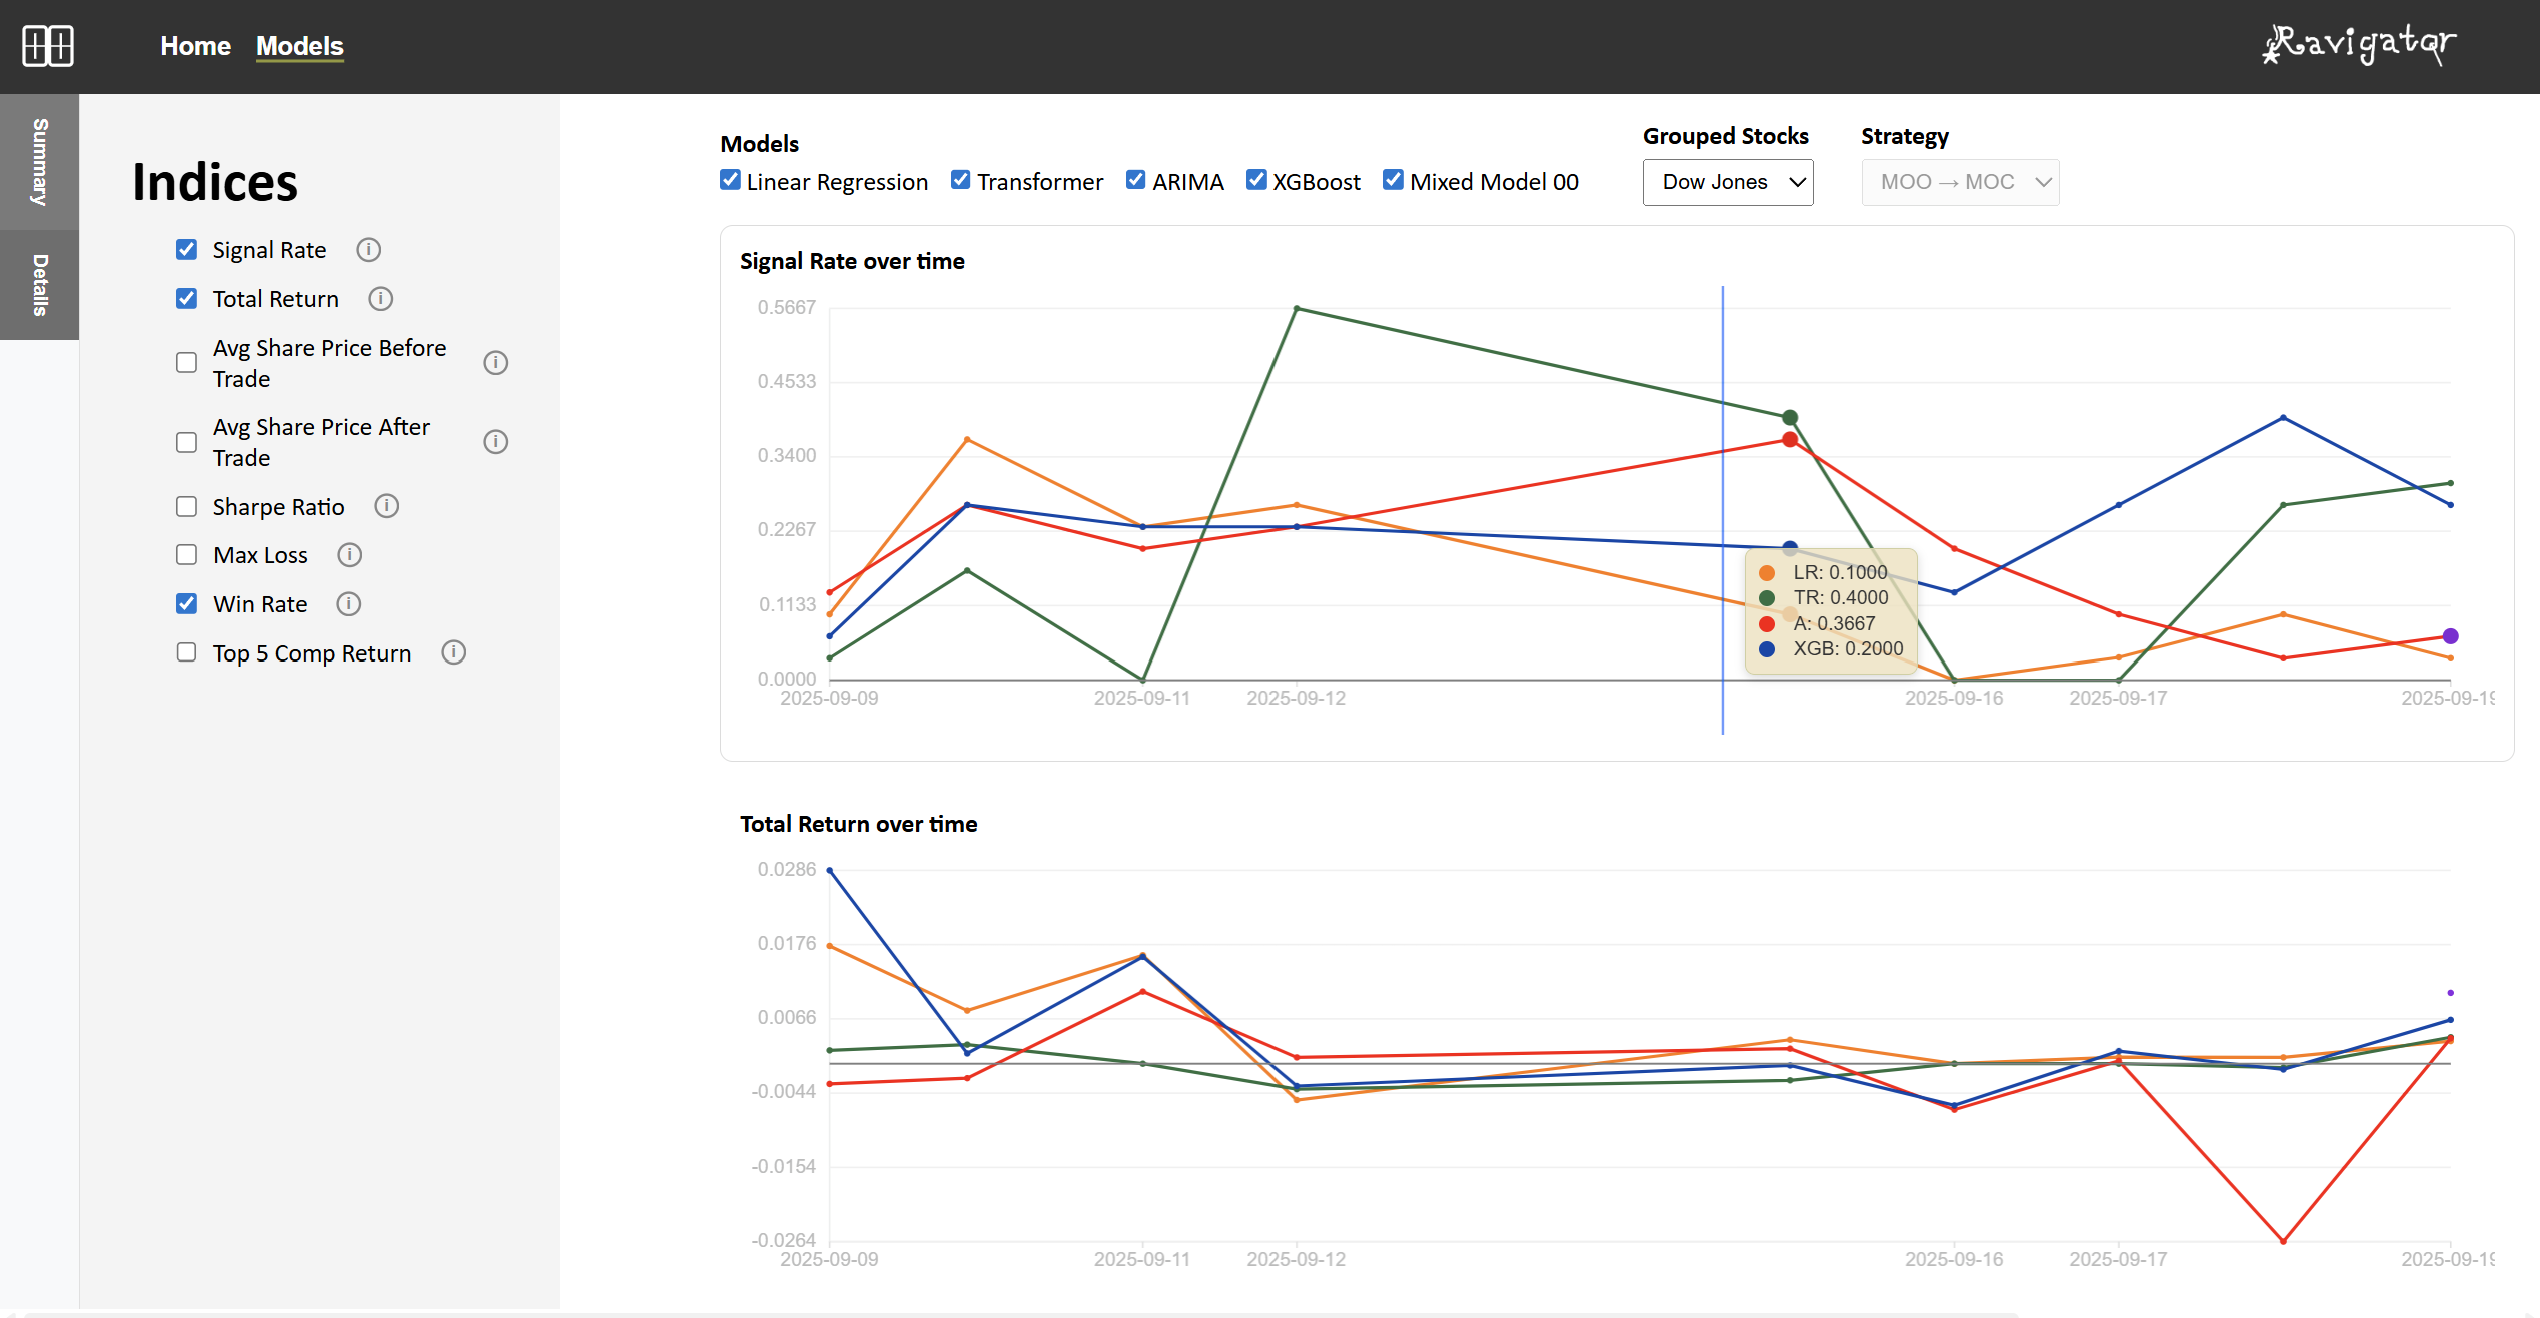 Home Models
Ravigator
Summary
Details
Indices
Signal Rate
Total Return
Avg Share Price Before
Trade
Avg Share Price After
Trade
Sharpe Ratio
Max Loss
Win Rate
Top 5 Comp Return
Models
Linear Regression Transformer ARIMA XGBoost Mixed Model 00
Grouped Stocks
Dow Jones
Strategy
MOO → MOC
Signal Rate over time
0.5667
0.4533
0.3400
0.2267
0.1133
0.0000
LR: 0.1000
TR: 0.4000
A: 0.3667
XGB: 0.2000
2025-09-09 2025-09-11 2025-09-12 2025-09-16 2025-09-17 2025-09-19
Total Return over time
0.0286
0.0176
0.0066
-0.0044
-0.0154
-0.0264
2025-09-09 2025-09-11 2025-09-12 2025-09-16 2025-09-17 2025-09-19